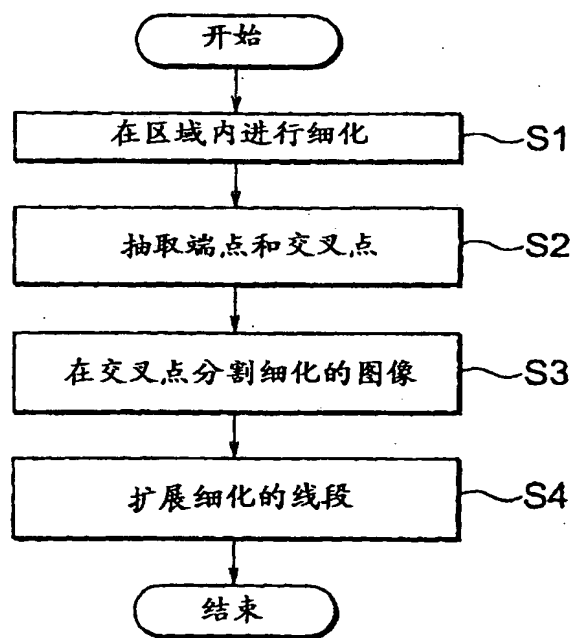 开始
在区域内进行细化
S1
抽取端点和交叉点
S2
在交叉点分割细化的图像
S3
扩展细化的线段
S4
结束